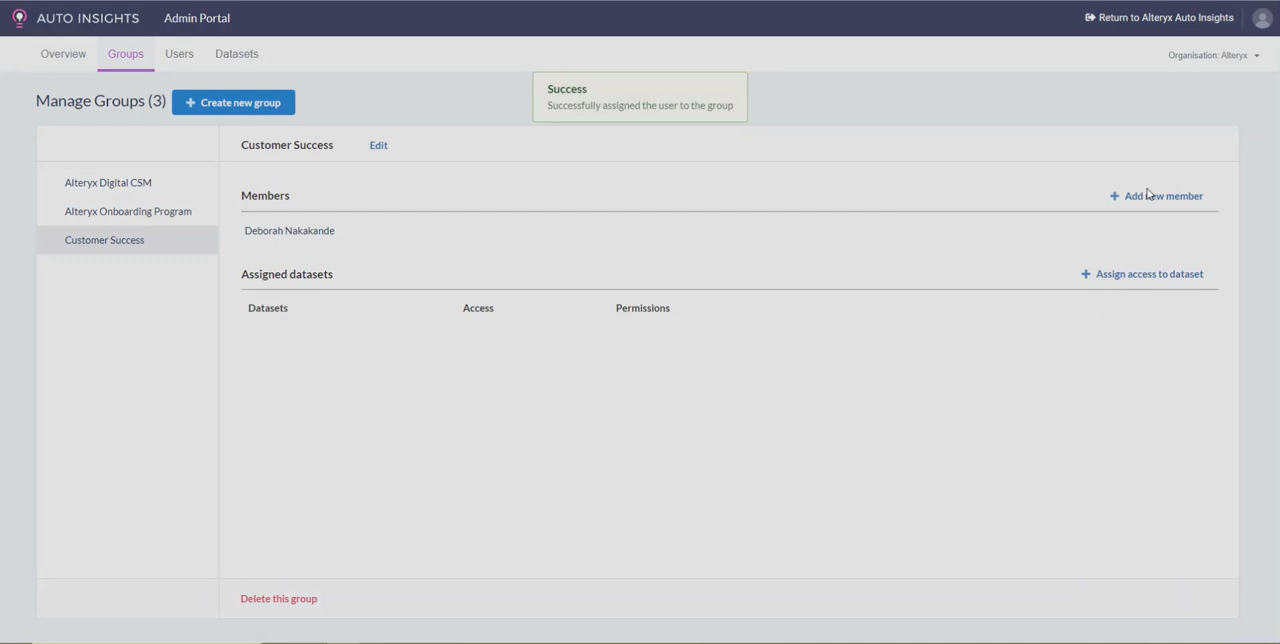 AUTO INSIGHTS Admin Portal Return to Alteryx Auto Insights
Overview Groups Users Datasets Organisation: Alteryx
Success
Successfully assigned the user to the group
Manage Groups (3) + Create new group
Customer Success Edit
Alteryx Digital CSM
Alteryx Onboarding Program
Customer Success
Members + Add new member
Deborah Nakakande
Assigned datasets + Assign access to dataset
Datasets Access Permissions
Delete this group